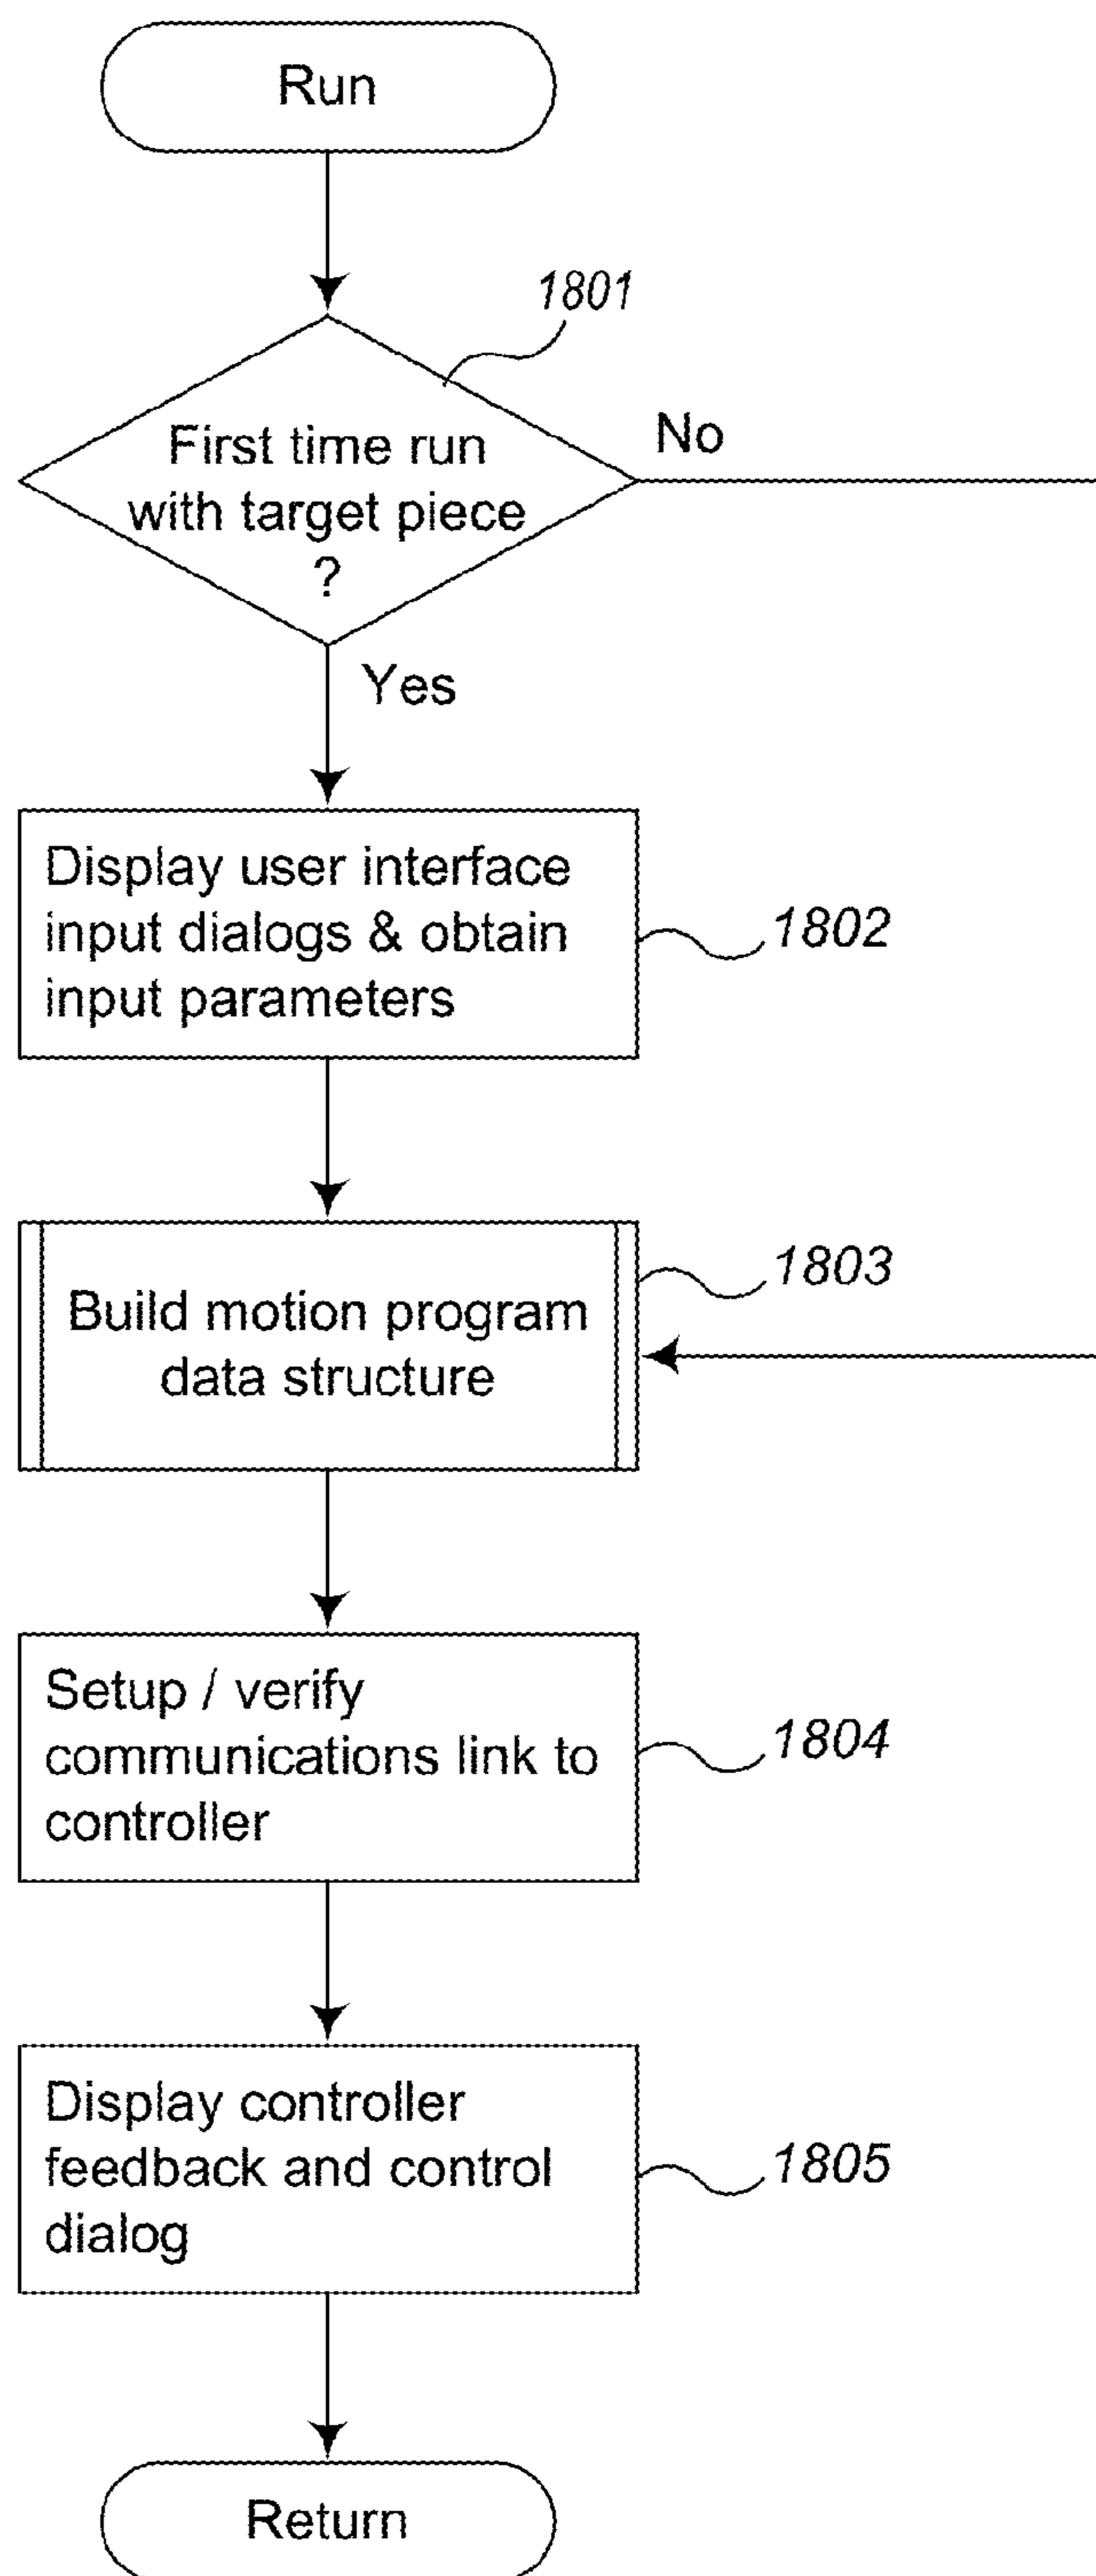 Run
1801
First time run
with target piece
?
No
Yes
Display user interface
input dialogs & obtain
input parameters
1802
Build motion program
data structure
1803
Setup / verify
communications link to
controller
1804
Display controller
feedback and control
dialog
1805
Return